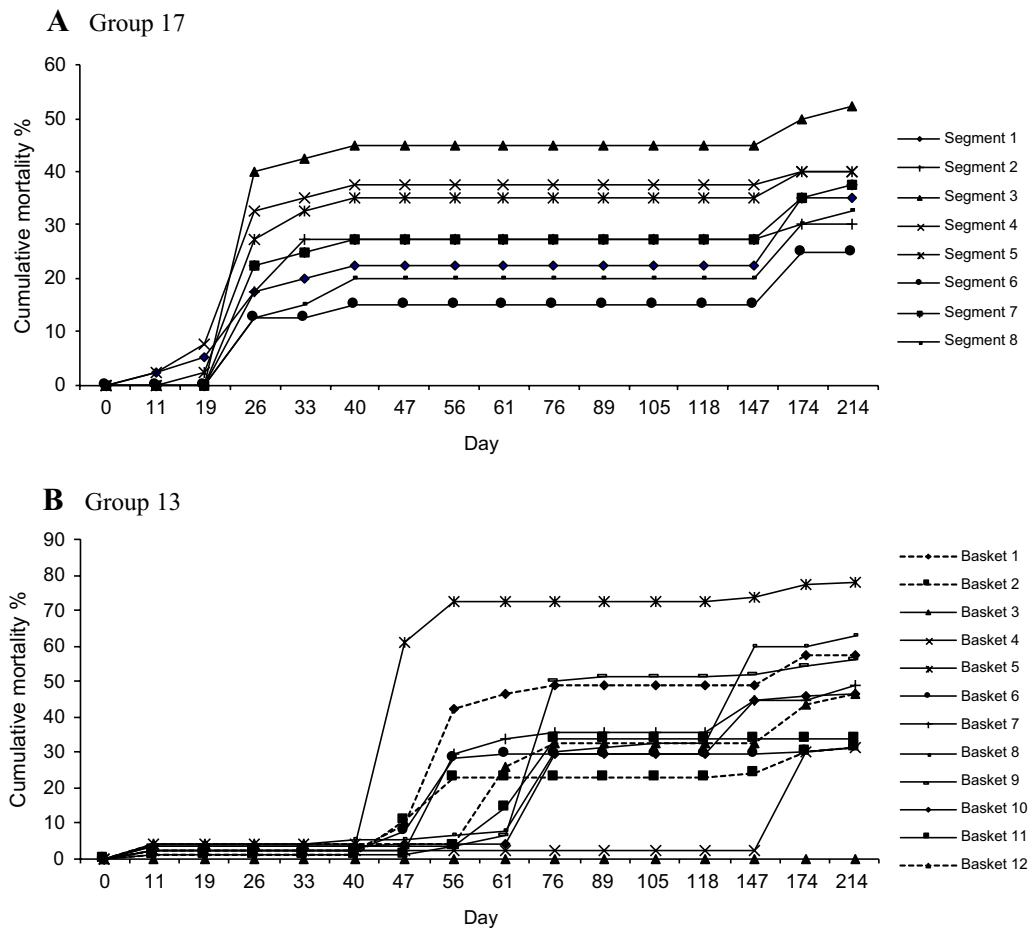 A Group 17
60
50
40
30
20
10
0
Cumulative mortality %
0 11 19 26 33 40 47 56 61 76 89 105 118 147 174 214
Day
Segment 1
Segment 2
Segment 3
Segment 4
Segment 5
Segment 6
Segment 7
Segment 8
B Group 13
90
80
70
60
50
40
30
20
10
0
Cumulative mortality %
0 11 19 26 33 40 47 56 61 76 89 105 118 147 174 214
Day
Basket 1
Basket 2
Basket 3
Basket 4
Basket 5
Basket 6
Basket 7
Basket 8
Basket 9
Basket 10
Basket 11
Basket 12